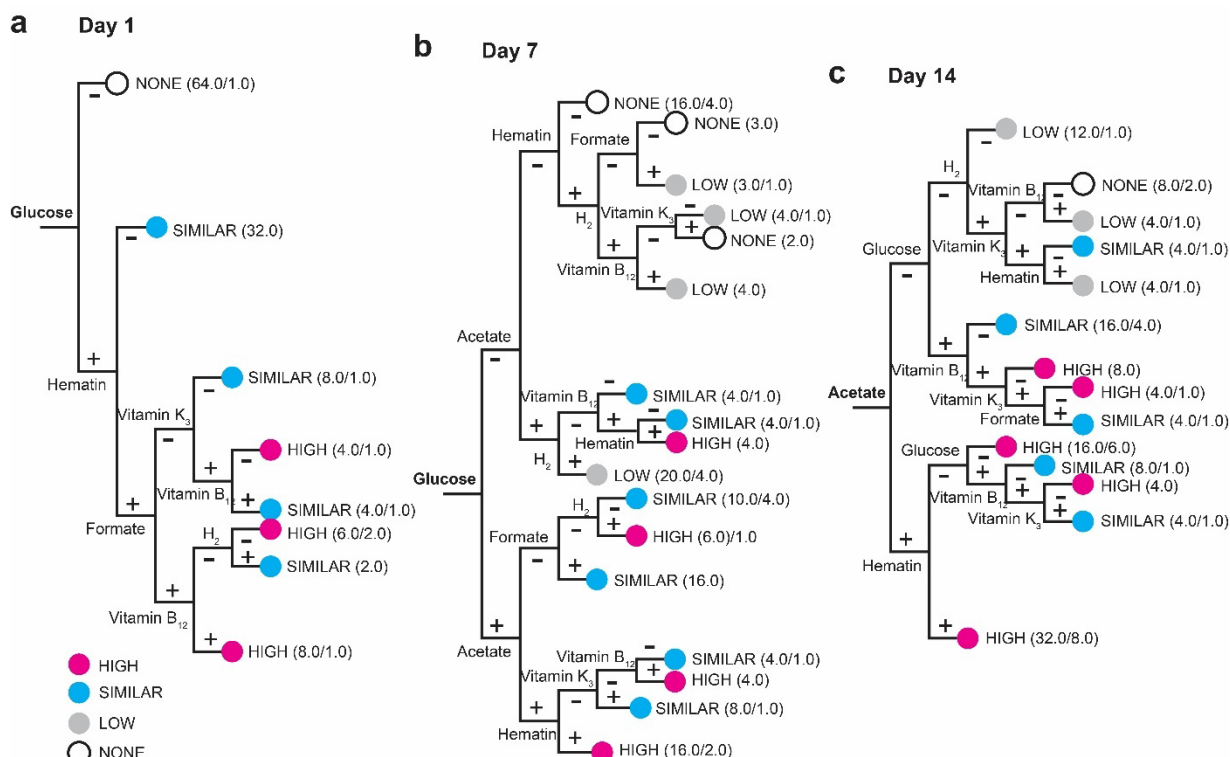 a Day 1
NONE (64.0/1.0)
−
Glucose
−
SIMILAR (32.0)
+
Hematin
SIMILAR (8.0/1.0)
−
Vitamin K3
−
HIGH (4.0/1.0)
−
+
Vitamin B12
+
SIMILAR (4.0/1.0)
+
Formate
H2
HIGH (6.0/2.0)
−
+
−
SIMILAR (2.0)
+
Vitamin B12
+
HIGH (8.0/1.0)
HIGH
SIMILAR
LOW
NONE
b Day 7
NONE (16.0/4.0)
−
Hematin
−
Formate
NONE (3.0)
−
−
+
LOW (3.0/1.0)
+
H2
Vitamin K3
−
LOW (4.0/1.0)
+
NONE (2.0)
−
+
Vitamin B12
+
LOW (4.0)
Acetate
−
Vitamin B12
−
SIMILAR (4.0/1.0)
−
SIMILAR (4.0/1.0)
+
Hematin
+
HIGH (4.0)
+
−
H2
+
LOW (20.0/4.0)
Glucose
H2
−
SIMILAR (10.0/4.0)
+
HIGH (6.0)/1.0
Formate
−
−
+
SIMILAR (16.0)
+
Acetate
Vitamin B12
−
SIMILAR (4.0/1.0)
+
HIGH (4.0)
Vitamin K3
−
−
+
SIMILAR (8.0/1.0)
+
Hematin
+
HIGH (16.0/2.0)
c Day 14
LOW (12.0/1.0)
−
H2
−
Vitamin B12
−
NONE (8.0/2.0)
+
LOW (4.0/1.0)
−
+
Vitamin K3
+
SIMILAR (4.0/1.0)
−
Hematin
+
LOW (4.0/1.0)
Glucose
−
SIMILAR (16.0/4.0)
−
+
Vitamin B12
+
−
HIGH (8.0)
Vitamin K3
+
−
HIGH (4.0/1.0)
Formate
+
SIMILAR (4.0/1.0)
Acetate
Glucose
−
HIGH (16.0/6.0)
−
+
Vitamin B12
−
SIMILAR (8.0/1.0)
+
−
HIGH (4.0)
Vitamin K3
+
SIMILAR (4.0/1.0)
+
Hematin
+
HIGH (32.0/8.0)